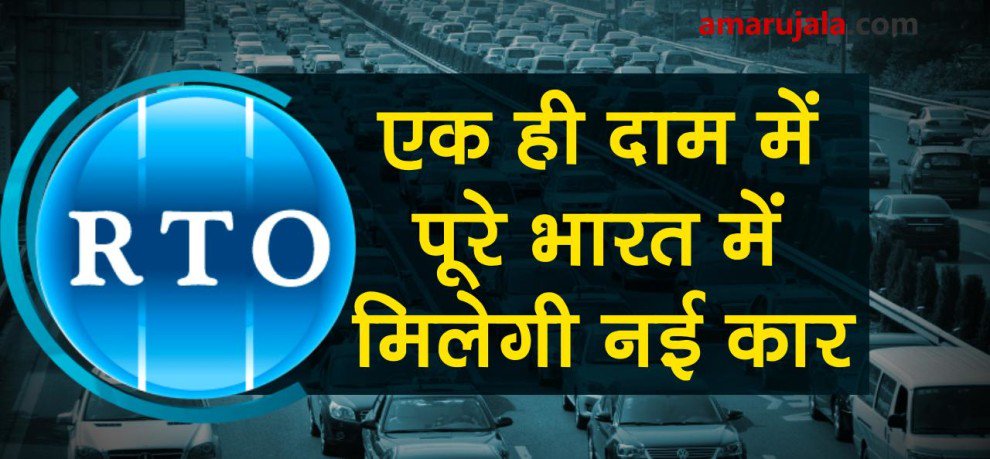 amarujala.com
RTO
एक ही दाम में
पूरे भारत में
मिलेगी नई कार